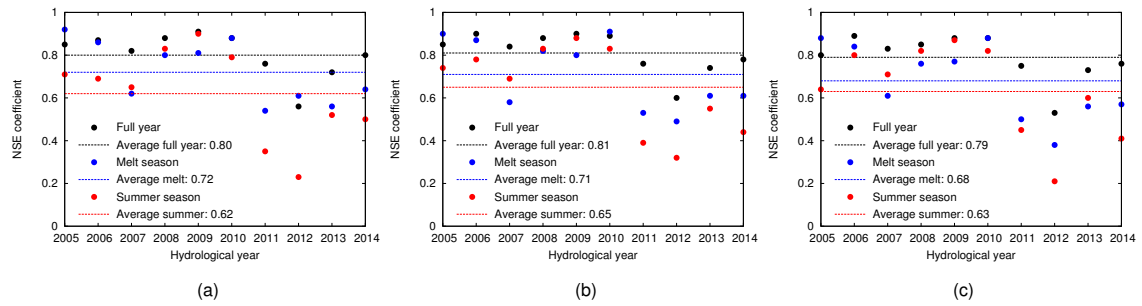 NSE coefficient
1
0.8
0.6
0.4
0.2
0
Full year
Average full year: 0.80
Melt season
Average melt: 0.72
Summer season
Average summer: 0.62
2005 2006 2007 2008 2009 2010 2011 2012 2013 2014
Hydrological year
(a)
NSE coefficient
1
0.8
0.6
0.4
0.2
0
Full year
Average full year: 0.81
Melt season
Average melt: 0.71
Summer season
Average summer: 0.65
2005 2006 2007 2008 2009 2010 2011 2012 2013 2014
Hydrological year
(b)
NSE coefficient
1
0.8
0.6
0.4
0.2
0
Full year
Average full year: 0.79
Melt season
Average melt: 0.68
Summer season
Average summer: 0.63
2005 2006 2007 2008 2009 2010 2011 2012 2013 2014
Hydrological year
(c)